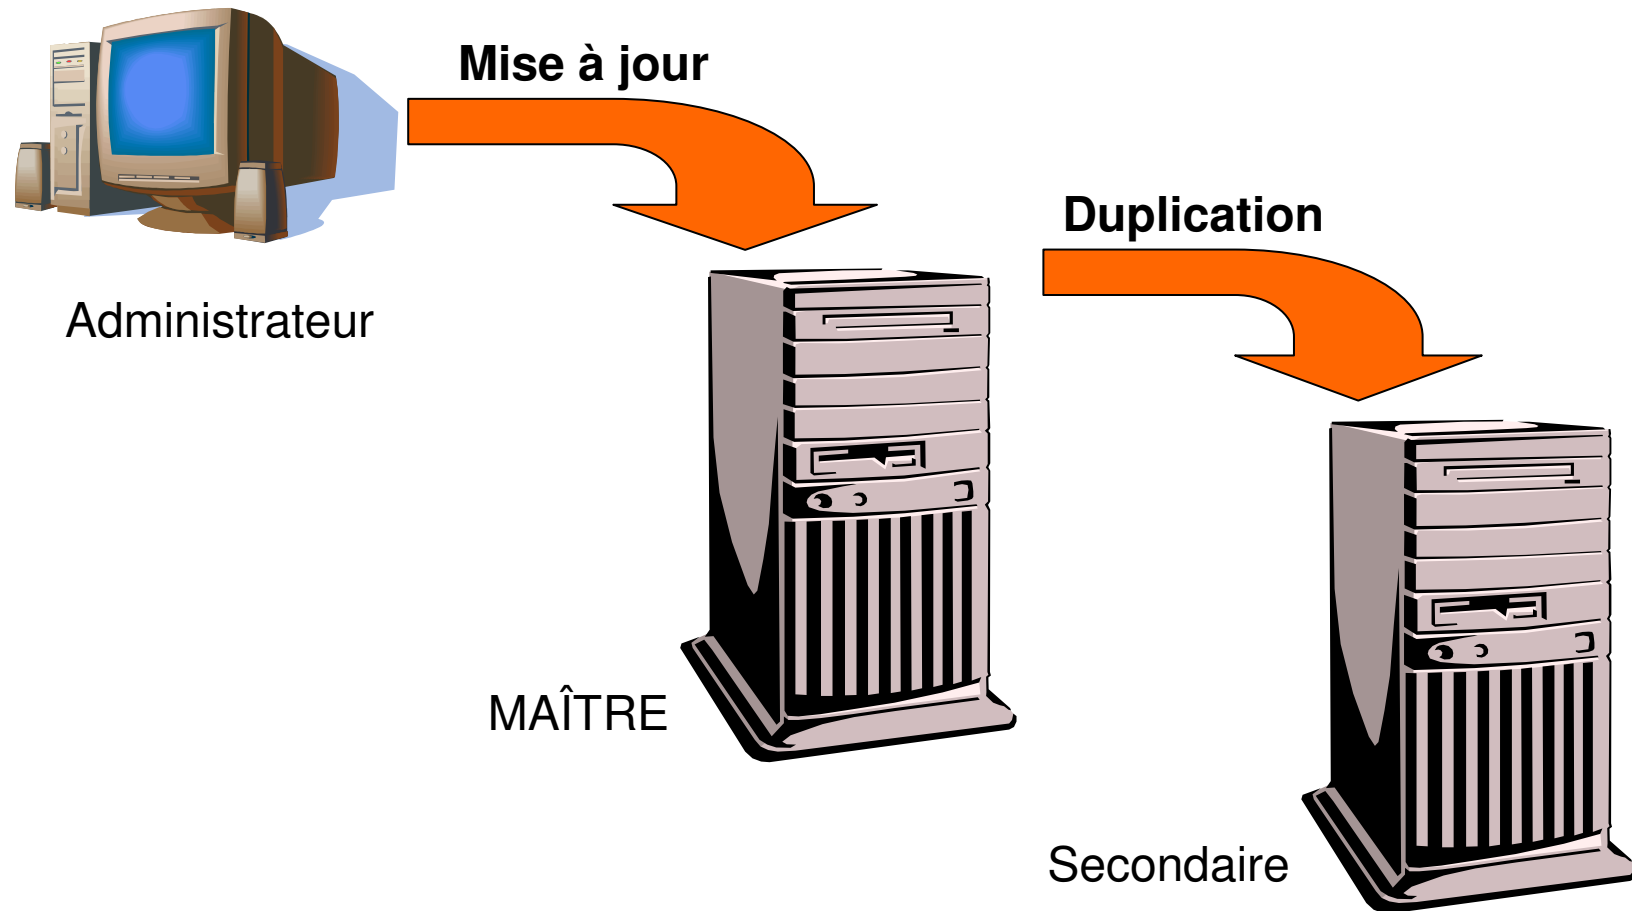 Mise à jour
Duplication
Administrateur
MAÎTRE
Secondaire